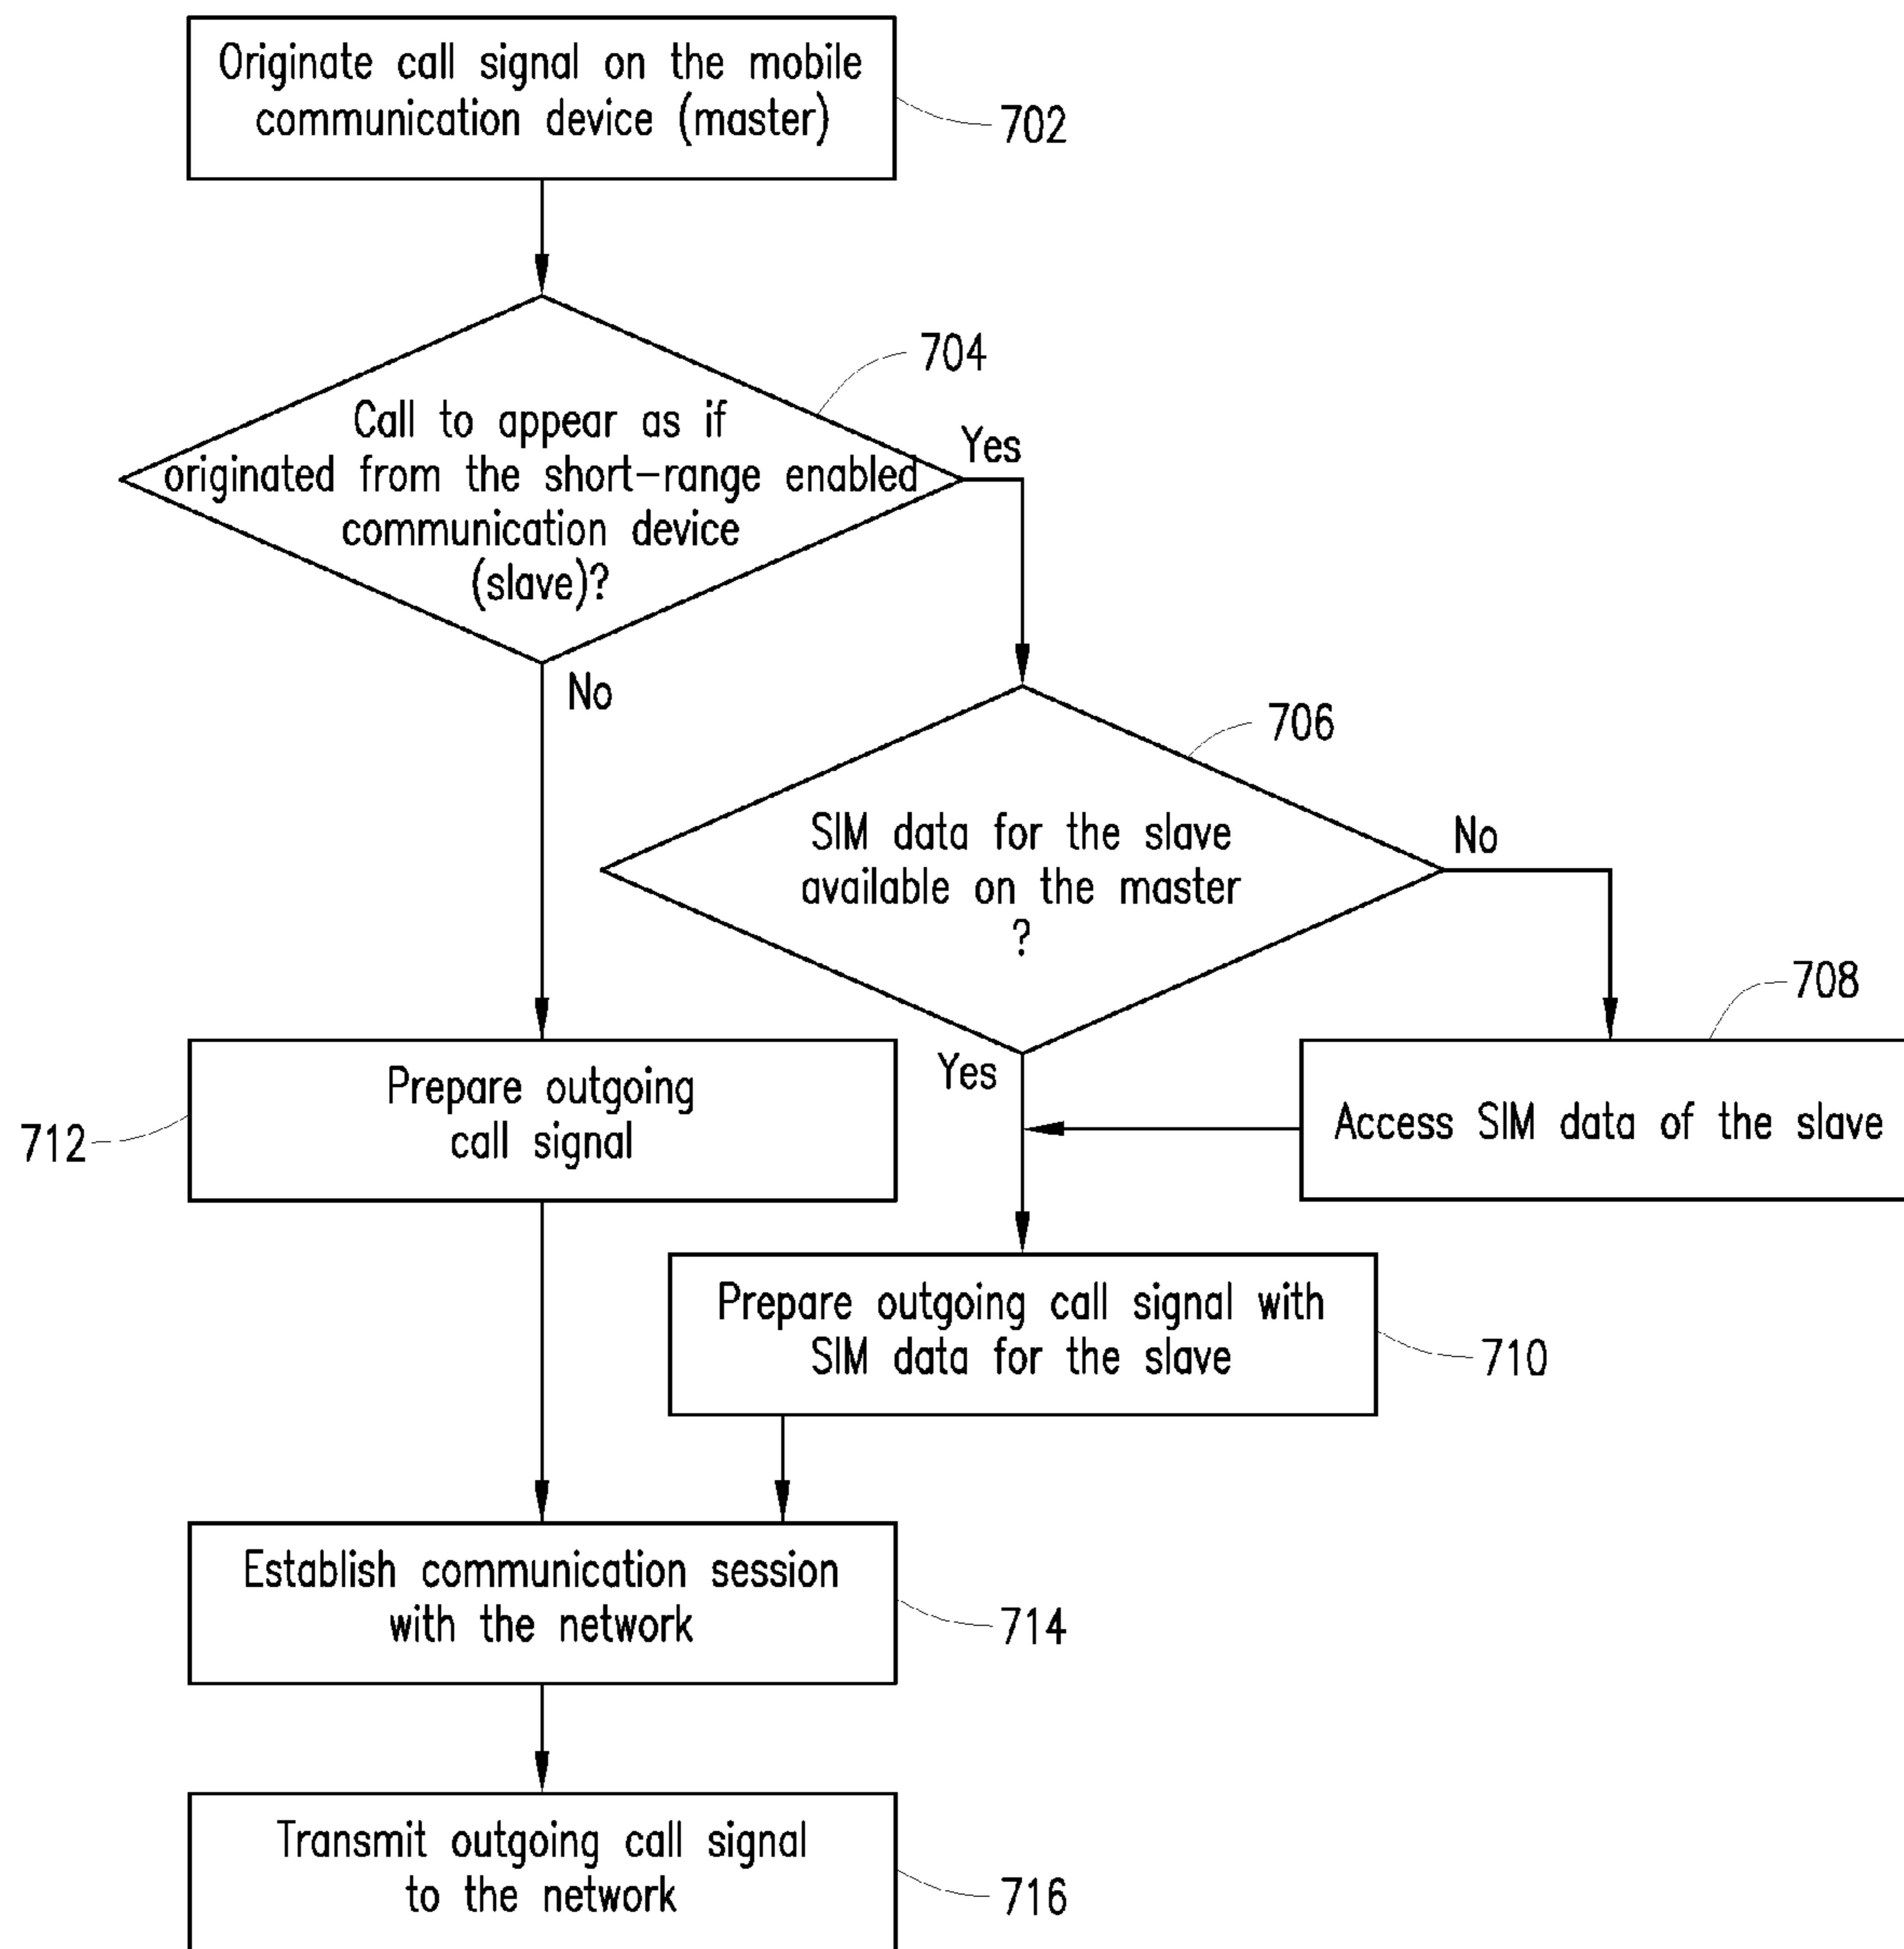 Originate call signal on the mobile
communication device (master)
702
704
Call to appear as if
originated from the short-range enabled
communication device
(slave)?
Yes
No
706
SIM data for the slave
available on the master
?
No
Yes
708
Access SIM data of the slave
Prepare outgoing
call signal
712
Prepare outgoing call signal with
SIM data for the slave
710
Establish communication session
with the network
714
Transmit outgoing call signal
to the network
716